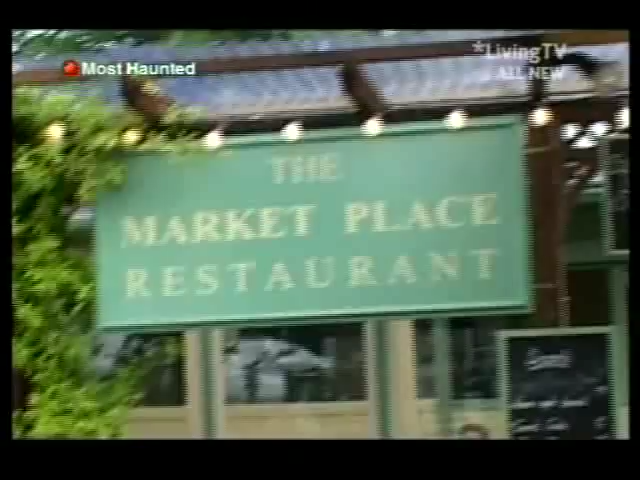 *LivingTV
Most Haunted
ALL NEW
THE
MARKET PLACE
RESTAURANT